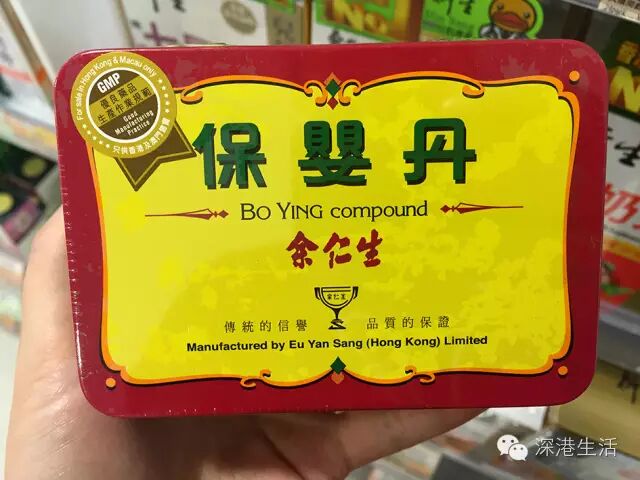 For sale in Hong Kong & Macau only
GMP
優良藥品
生產作業規範
Good
Manufacturing
Practice
只供香港及澳門銷售
保嬰丹
BO YING compound
余仁生
余仁生
傳統的信譽 品質的保證
Manufactured by Eu Yan Sang (Hong Kong) Limited
深港生活